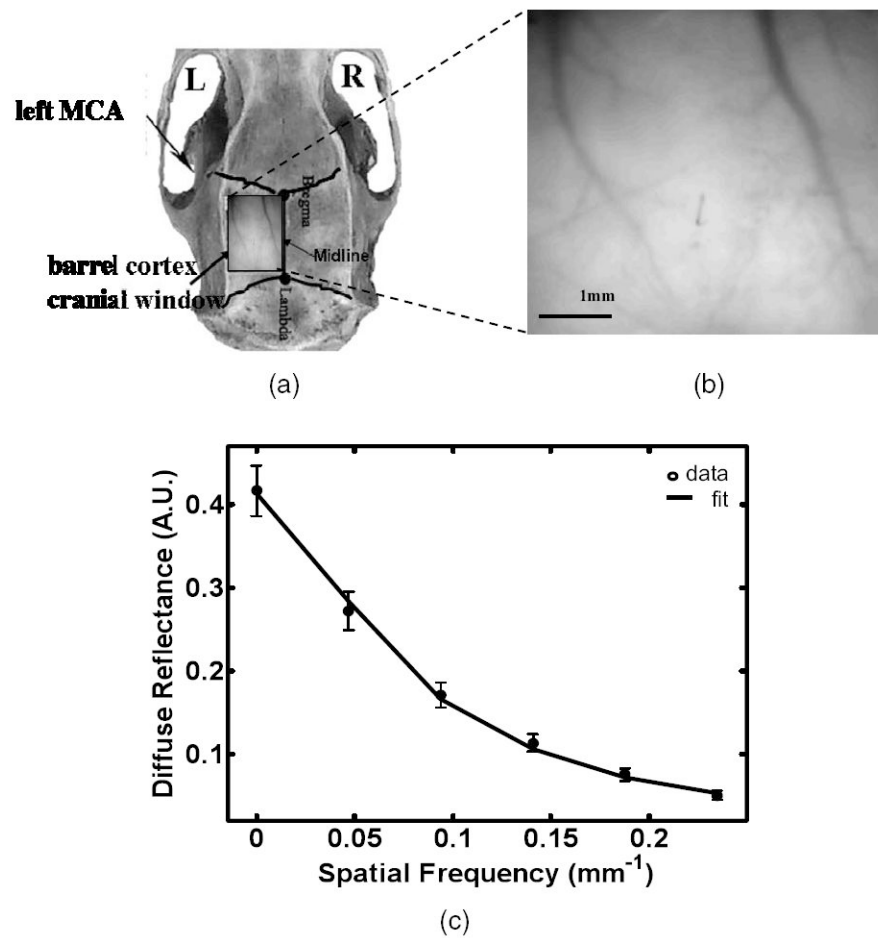 L
R
left MCA
Bregma
Midline
barrel cortex
cranial window
Lambda
(a)
1mm
(b)
Diffuse Reflectance (A.U.)
0.4
0.3
0.2
0.1
data
fit
0
0.05
0.1
0.15
0.2
Spatial Frequency (mm⁻¹)
(c)